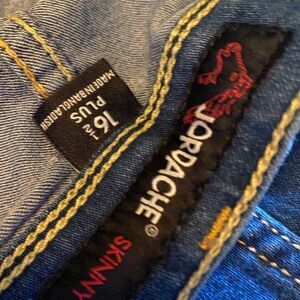 JORDACHE®
SKINNY
16 ½
PLUS
MADE IN BANGLADESH